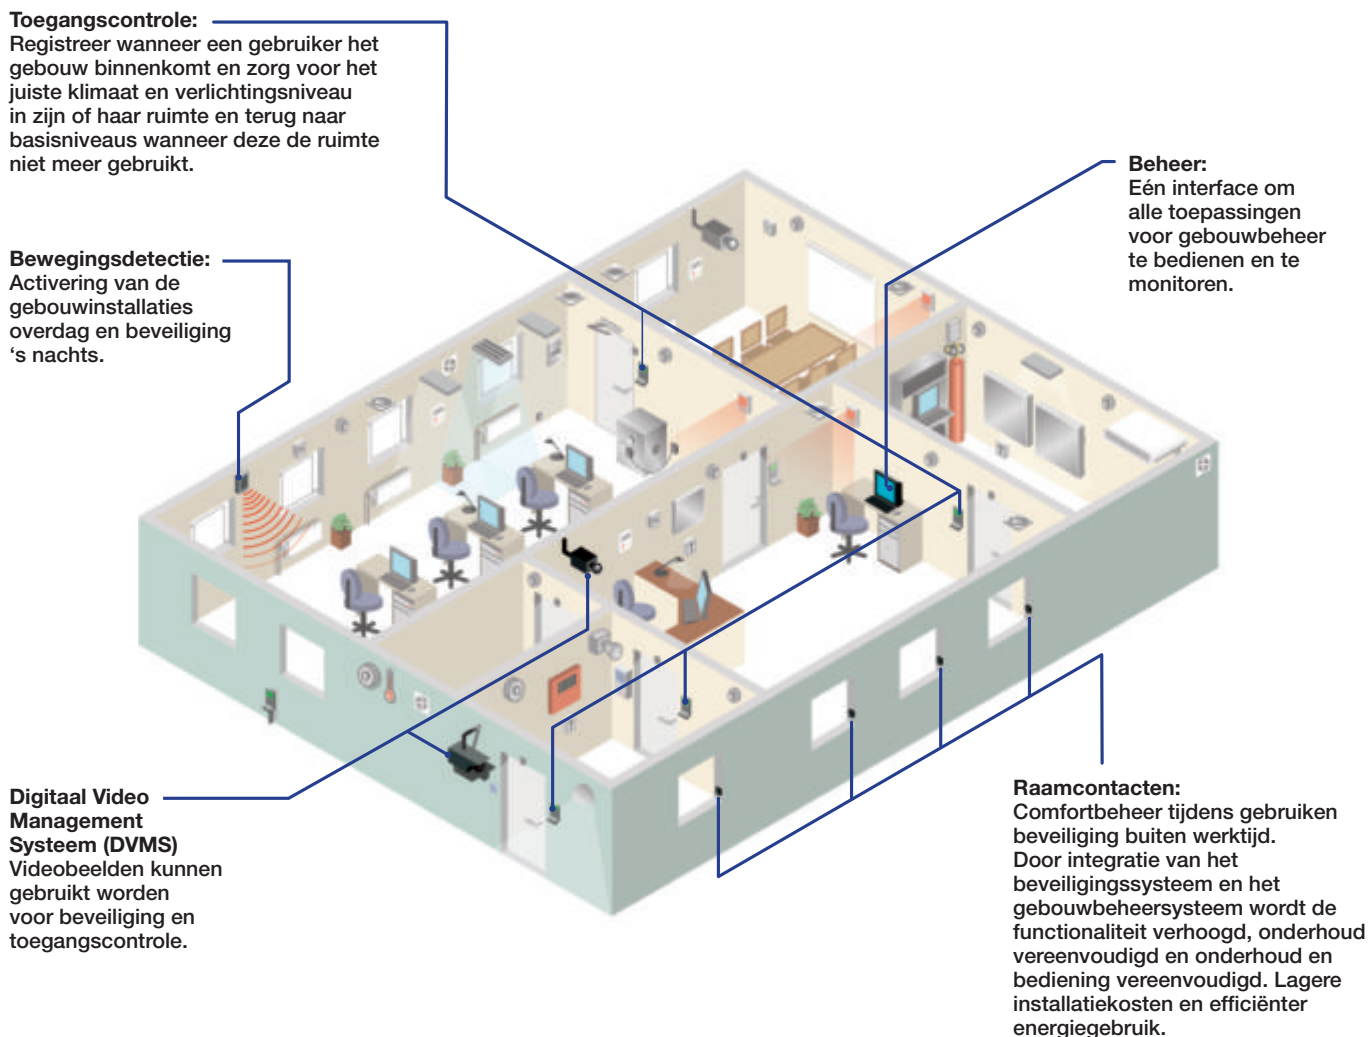 Toegangscontrole:
Registreer wanneer een gebruiker het
gebouw binnenkomt en zorg voor het
juiste klimaat en verlichtingsniveau
in zijn of haar ruimte en terug naar
basisniveaus wanneer deze de ruimte
niet meer gebruikt.
Beheer:
Eén interface om
alle toepassingen
voor gebouwbeheer
te bedienen en te
monitoren.
Bewegingsdetectie:
Activering van de
gebouwinstallaties
overdag en beveiliging
‘s nachts.
Digitaal Video
Management
Systeem (DVMS)
Videobeelden kunnen
gebruikt worden
voor beveiliging en
toegangscontrole.
Raamcontacten:
Comfortbeheer tijdens gebruiken
beveiliging buiten werktijd.
Door integratie van het
beveiligingssysteem en het
gebouwbeheersysteem wordt de
functionaliteit verhoogd, onderhoud
vereenvoudigd en onderhoud en
bediening vereenvoudigd. Lagere
installatiekosten en efficiënter
energiegebruik.